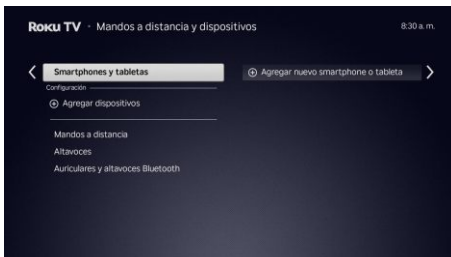 Roku TV · Mandos a distancia y dispositivos
8:30 a. m.
Smartphones y tabletas
Agregar nuevo smartphone o tableta
Configuración
Agregar dispositivos
Mandos a distancia
Altavoces
Auriculares y altavoces Bluetooth